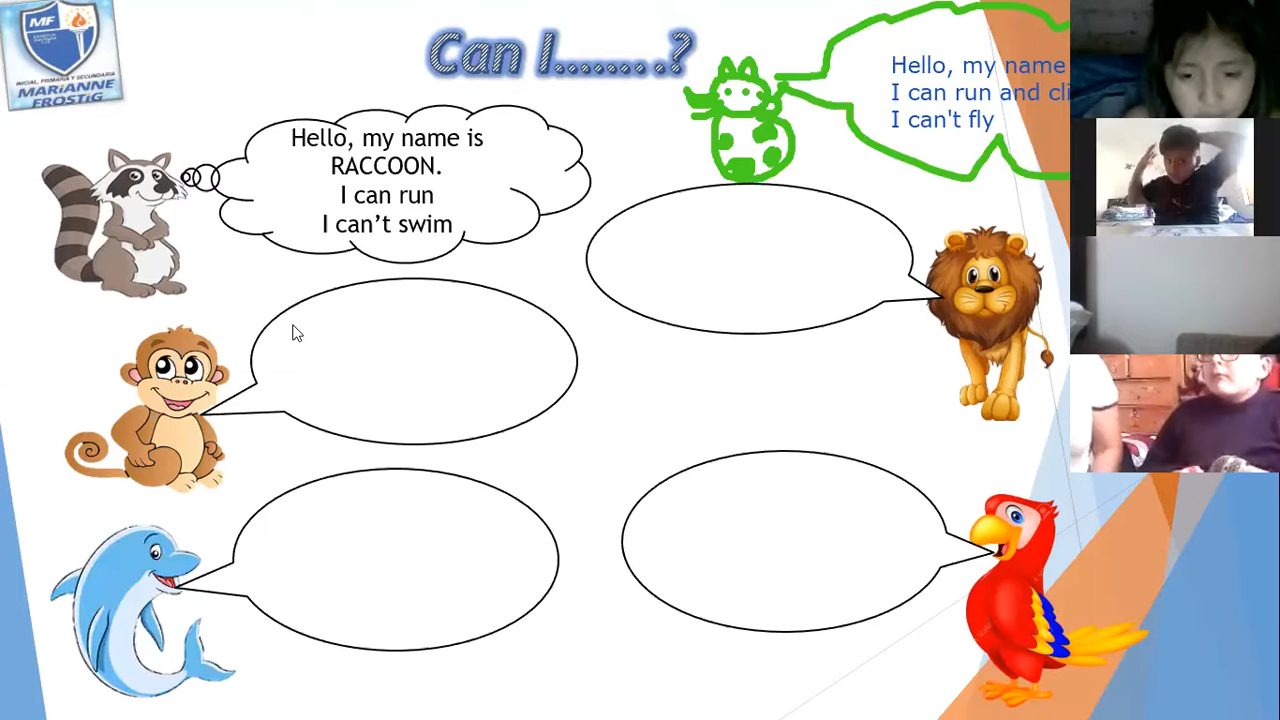 MF
INICIAL, PRIMARIA Y SECUNDARIA
MARiANNE
FROSTiG
Can I.......?
Hello, my name
I can run and cli
I can't fly
Hello, my name is
RACCOON.
I can run
I can’t swim